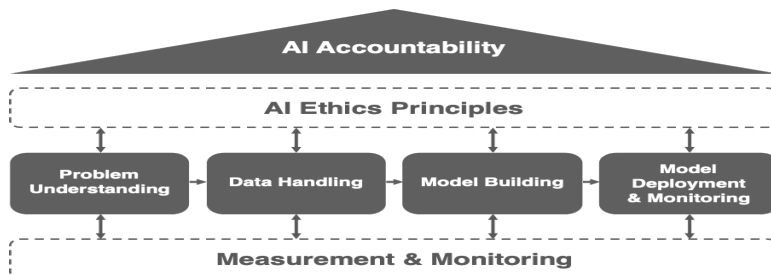 AI Accountability
AI Ethics Principles
Problem
Understanding
Data Handling
Model Building
Model
Deployment
& Monitoring
Measurement & Monitoring